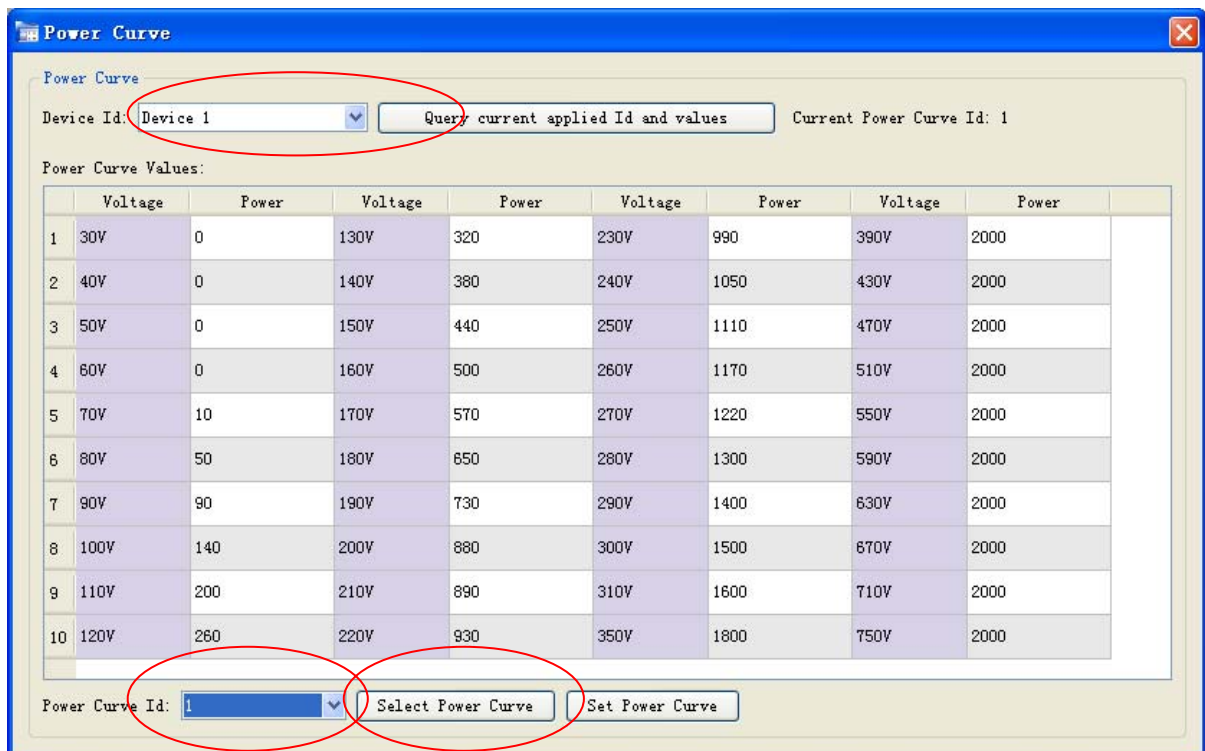 Power Curve
Power Curve
Device Id: Device 1 Query current applied Id and values Current Power Curve Id: 1
Power Curve Values:
Voltage Power Voltage Power Voltage Power Voltage Power
1 30V 0 130V 320 230V 990 390V 2000
2 40V 0 140V 380 240V 1050 430V 2000
3 50V 0 150V 440 250V 1110 470V 2000
4 60V 0 160V 500 260V 1170 510V 2000
5 70V 10 170V 570 270V 1220 550V 2000
6 80V 50 180V 650 280V 1300 590V 2000
7 90V 90 190V 730 290V 1400 630V 2000
8 100V 140 200V 880 300V 1500 670V 2000
9 110V 200 210V 890 310V 1600 710V 2000
10 120V 260 220V 930 350V 1800 750V 2000
Power Curve Id: 1 Select Power Curve Set Power Curve